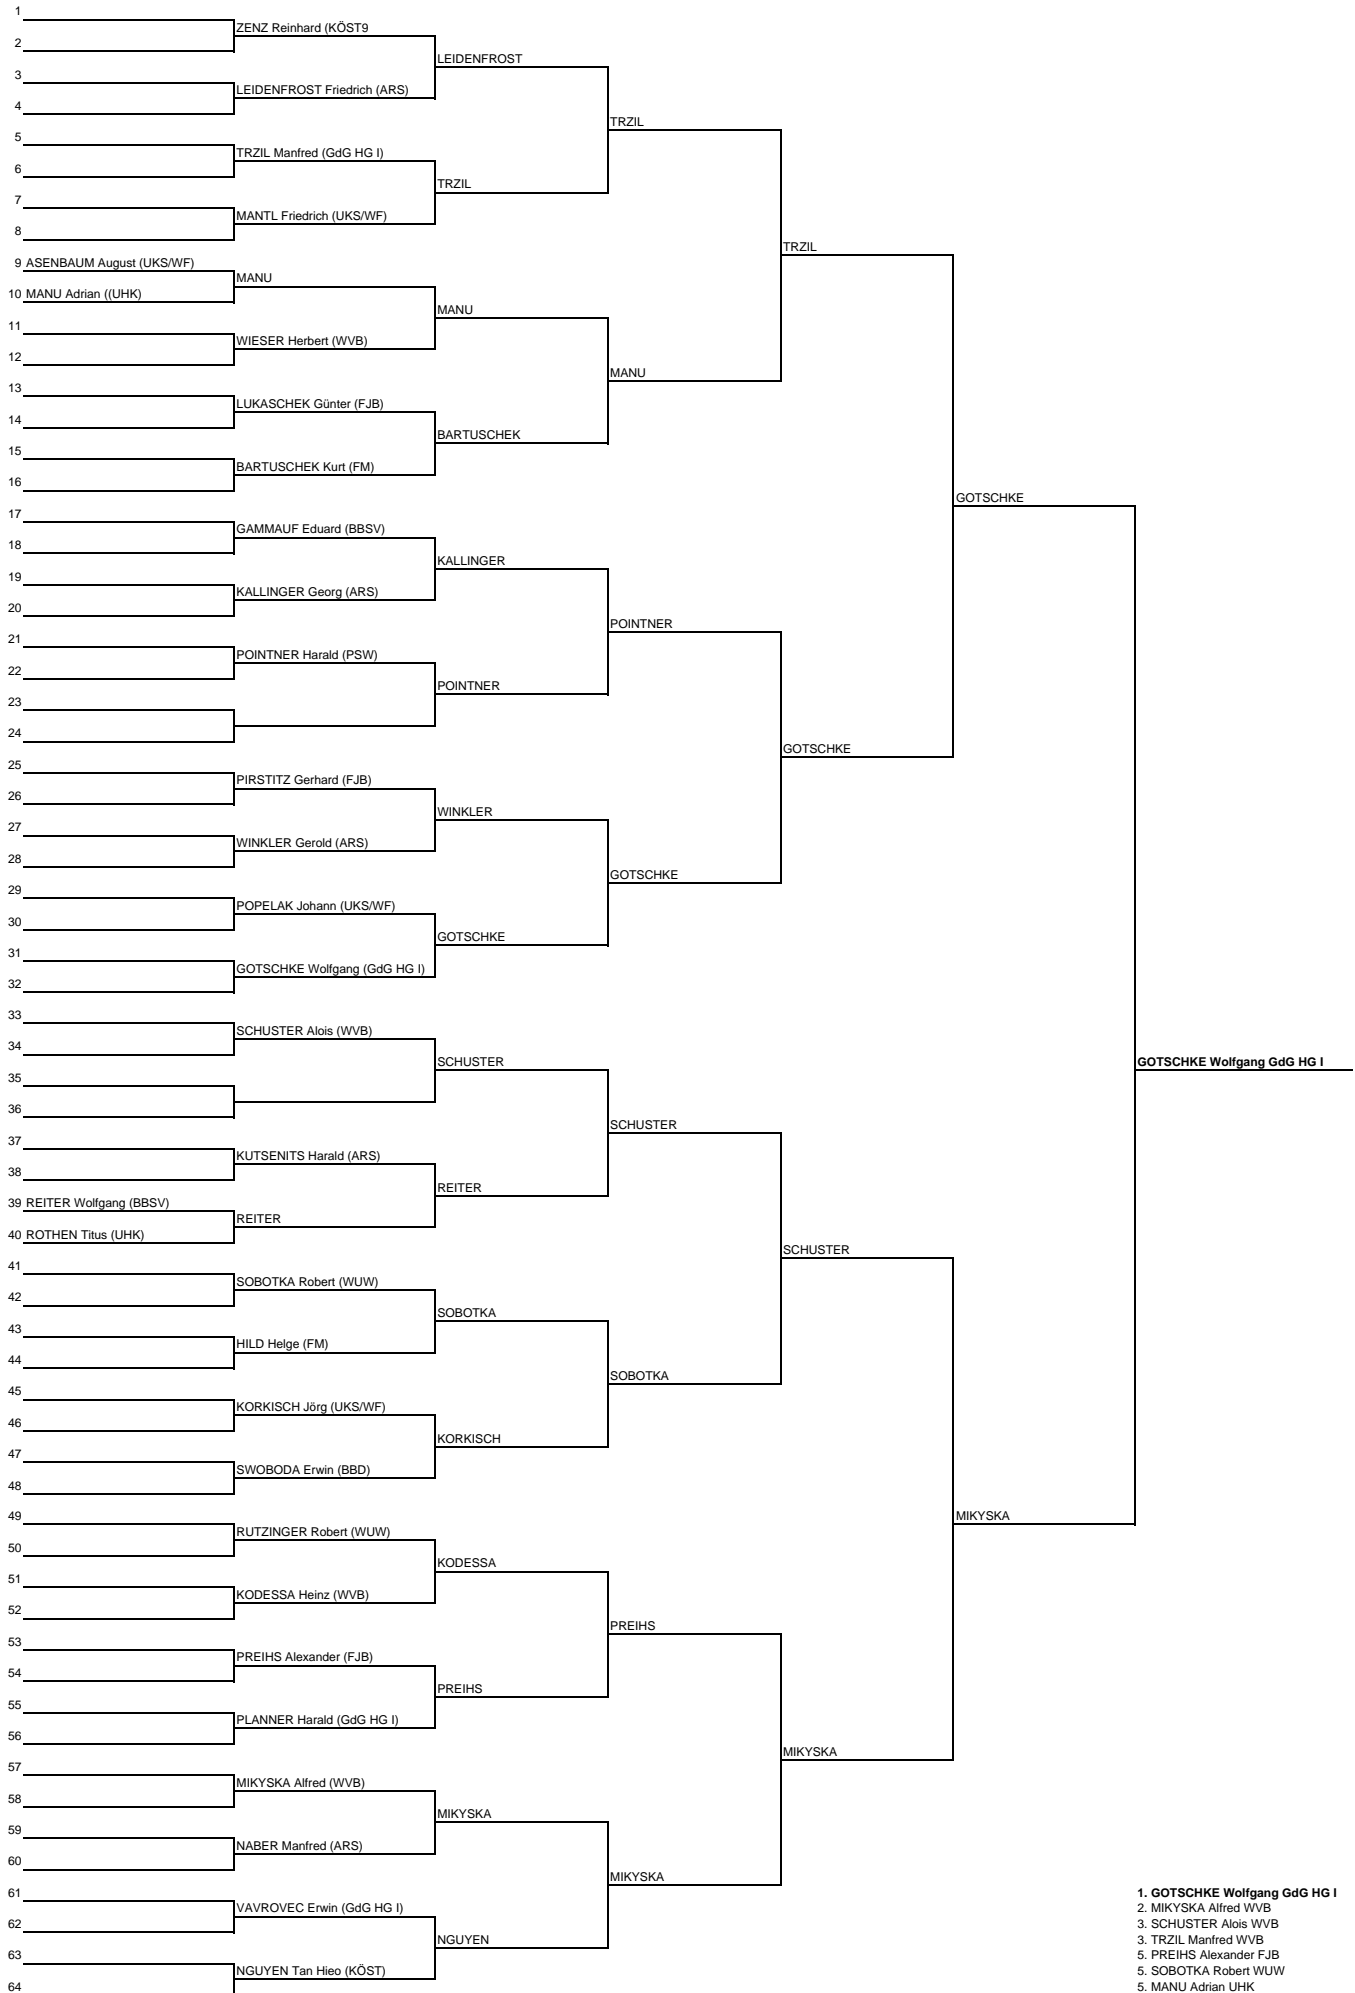 1
ZENZ Reinhard (KÖST9
2
LEIDENFROST
3
LEIDENFROST Friedrich (ARS)
4
TRZIL
5
TRZIL Manfred (GdG HG I)
6
TRZIL
7
MANTL Friedrich (UKS/WF)
8
TRZIL
9 ASENBAUM August (UKS/WF)
MANU
10 MANU Adrian ((UHK)
MANU
11
WIESER Herbert (WVB)
12
MANU
13
LUKASCHEK Günter (FJB)
14
BARTUSCHEK
15
BARTUSCHEK Kurt (FM)
16
GOTSCHKE
17
GAMMAUF Eduard (BBSV)
18
KALLINGER
19
KALLINGER Georg (ARS)
20
POINTNER
21
POINTNER Harald (PSW)
22
POINTNER
23
24
GOTSCHKE
25
PIRSTITZ Gerhard (FJB)
26
WINKLER
27
WINKLER Gerold (ARS)
28
GOTSCHKE
29
POPELAK Johann (UKS/WF)
30
GOTSCHKE
31
GOTSCHKE Wolfgang (GdG HG I)
32
33
SCHUSTER Alois (WVB)
34
SCHUSTER
GOTSCHKE Wolfgang GdG HG I
35
36
SCHUSTER
37
KUTSENITS Harald (ARS)
38
REITER
39 REITER Wolfgang (BBSV)
REITER
40 ROTHEN Titus (UHK)
SCHUSTER
41
SOBOTKA Robert (WUW)
42
SOBOTKA
43
HILD Helge (FM)
44
SOBOTKA
45
KORKISCH Jörg (UKS/WF)
46
KORKISCH
47
SWOBODA Erwin (BBD)
48
49
MIKYSKA
RUTZINGER Robert (WUW)
50
KODESSA
51
KODESSA Heinz (WVB)
52
PREIHS
53
PREIHS Alexander (FJB)
54
PREIHS
55
PLANNER Harald (GdG HG I)
56
MIKYSKA
57
MIKYSKA Alfred (WVB)
58
MIKYSKA
59
NABER Manfred (ARS)
60
MIKYSKA
61
VAVROVEC Erwin (GdG HG I)
62
NGUYEN
63
NGUYEN Tan Hieo (KÖST)
64
1. GOTSCHKE Wolfgang GdG HG I
2. MIKYSKA Alfred WVB
3. SCHUSTER Alois WVB
3. TRZIL Manfred WVB
5. PREIHS Alexander FJB
5. SOBOTKA Robert WUW
5. MANU Adrian UHK